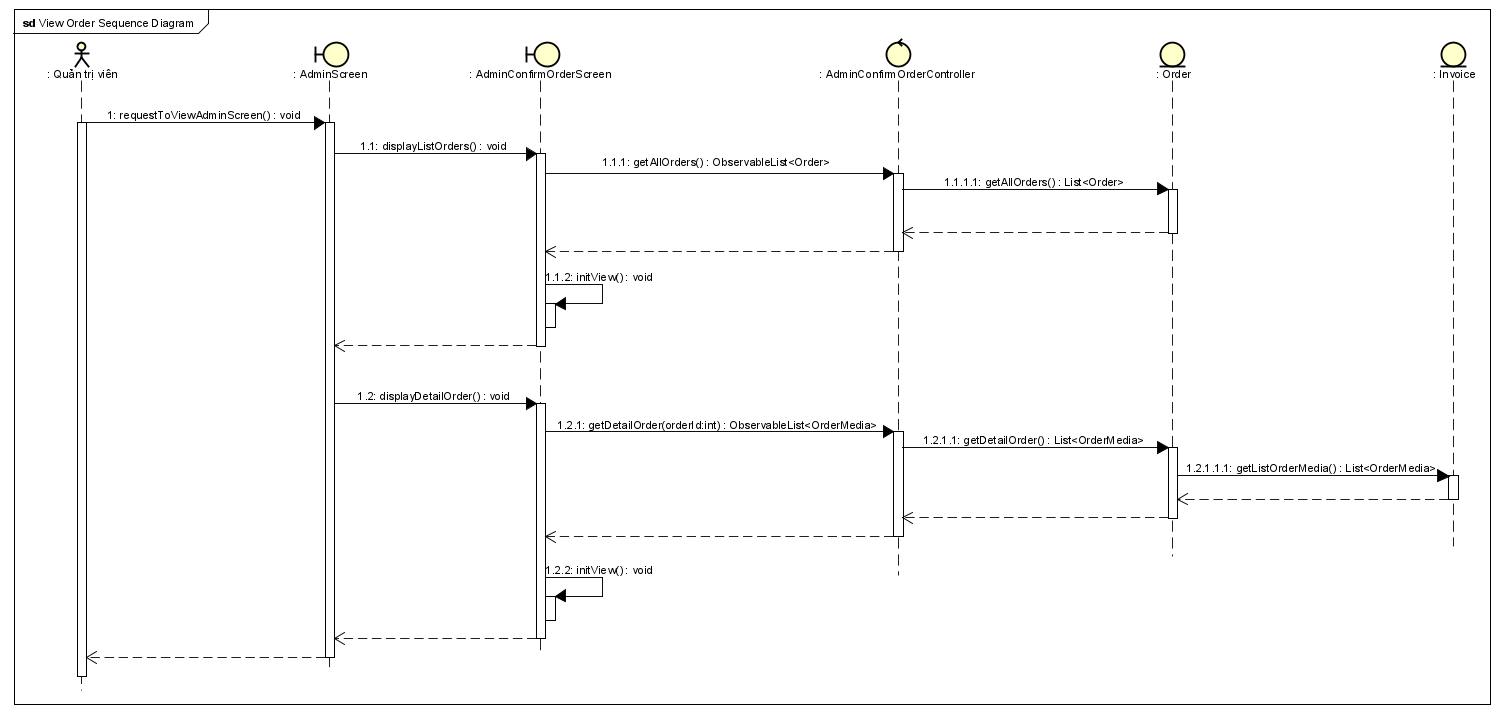 sd View Order Sequence Diagram
: Quản trị viên
: AdminScreen
: AdminConfirmOrderScreen
: AdminConfirmOrderController
: Order
: Invoice
1: requestToViewAdminScreen() : void
1.1: displayListOrders() : void
1.1.1: getAllOrders() : ObservableList<Order>
1.1.1.1: getAllOrders() : List<Order>
1.1.2: initView() : void
1.2: displayDetailOrder() : void
1.2.1: getDetailOrder(orderId:int) : ObservableList<OrderMedia>
1.2.1.1: getDetailOrder() : List<OrderMedia>
1.2.1.1.1: getListOrderMedia() : List<OrderMedia>
1.2.2: initView() : void